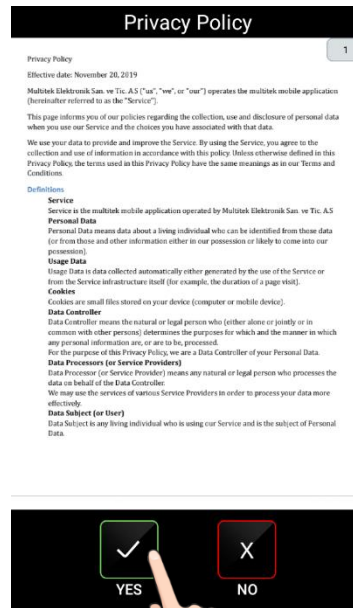 Privacy Policy
1
Privacy Policy
Effective date: November 20, 2019
Multitek Elektronik San. ve Tic. A.S ("us", "we", or "our") operates the multitek mobile application
(hereinafter referred to as the "Service").
This page informs you of our policies regarding the collection, use and disclosure of personal data
when you use our Service and the choices you have associated with that data.
We use your data to provide and improve the Service. By using the Service, you agree to the
collection and use of information in accordance with this policy. Unless otherwise defined in this
Privacy Policy, the terms used in this Privacy Policy have the same meanings as in our Terms and
Conditions.
Definitions
Service
Service is the multitek mobile application operated by Multitek Elektronik San. ve Tic. A.S
Personal Data
Personal Data means data about a living individual who can be identified from those data
(or from those and other information either in our possession or likely to come into our
possession).
Usage Data
Usage Data is data collected automatically either generated by the use of the Service or
from the Service infrastructure itself (for example, the duration of a page visit).
Cookies
Cookies are small files stored on your device (computer or mobile device).
Data Controller
Data Controller means the natural or legal person who (either alone or jointly or in
common with other persons) determines the purposes for which and the manner in which
any personal information are, or are to be, processed.
For the purpose of this Privacy Policy, we are a Data Controller of your Personal Data.
Data Processors (or Service Providers)
Data Processor (or Service Provider) means any natural or legal person who processes the
data on behalf of the Data Controller.
We may use the services of various Service Providers in order to process your data more
effectively.
Data Subject (or User)
Data Subject is any living individual who is using our Service and is the subject of Personal
Data.
X
YES
NO